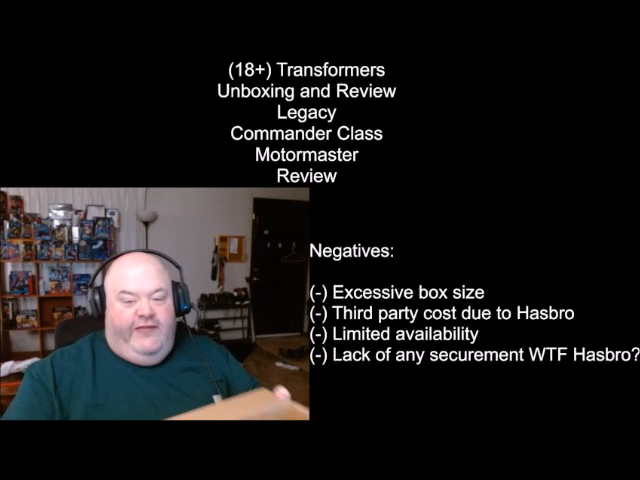 (18+) Transformers
Unboxing and Review
Legacy
Commander Class
Motormaster
Review
Negatives:
(-) Excessive box size
(-) Third party cost due to Hasbro
(-) Limited availability
(-) Lack of any securement WTF Hasbro?